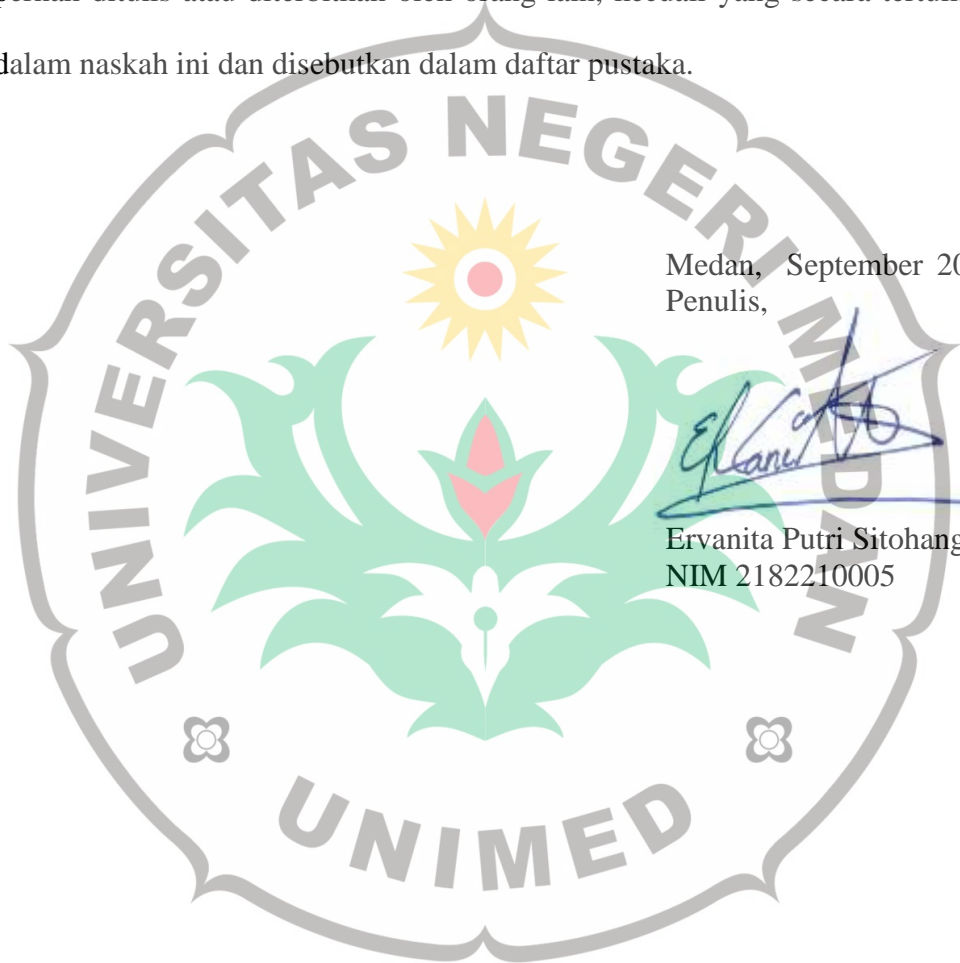 dalam naskah ini dan disebutkan dalam daftar pustaka.
UNIVERSITAS NEGERI MEDAN
Medan, September 20
Penulis,
Ervanita Putri Sitohang
NIM 2182210005
UNIMED